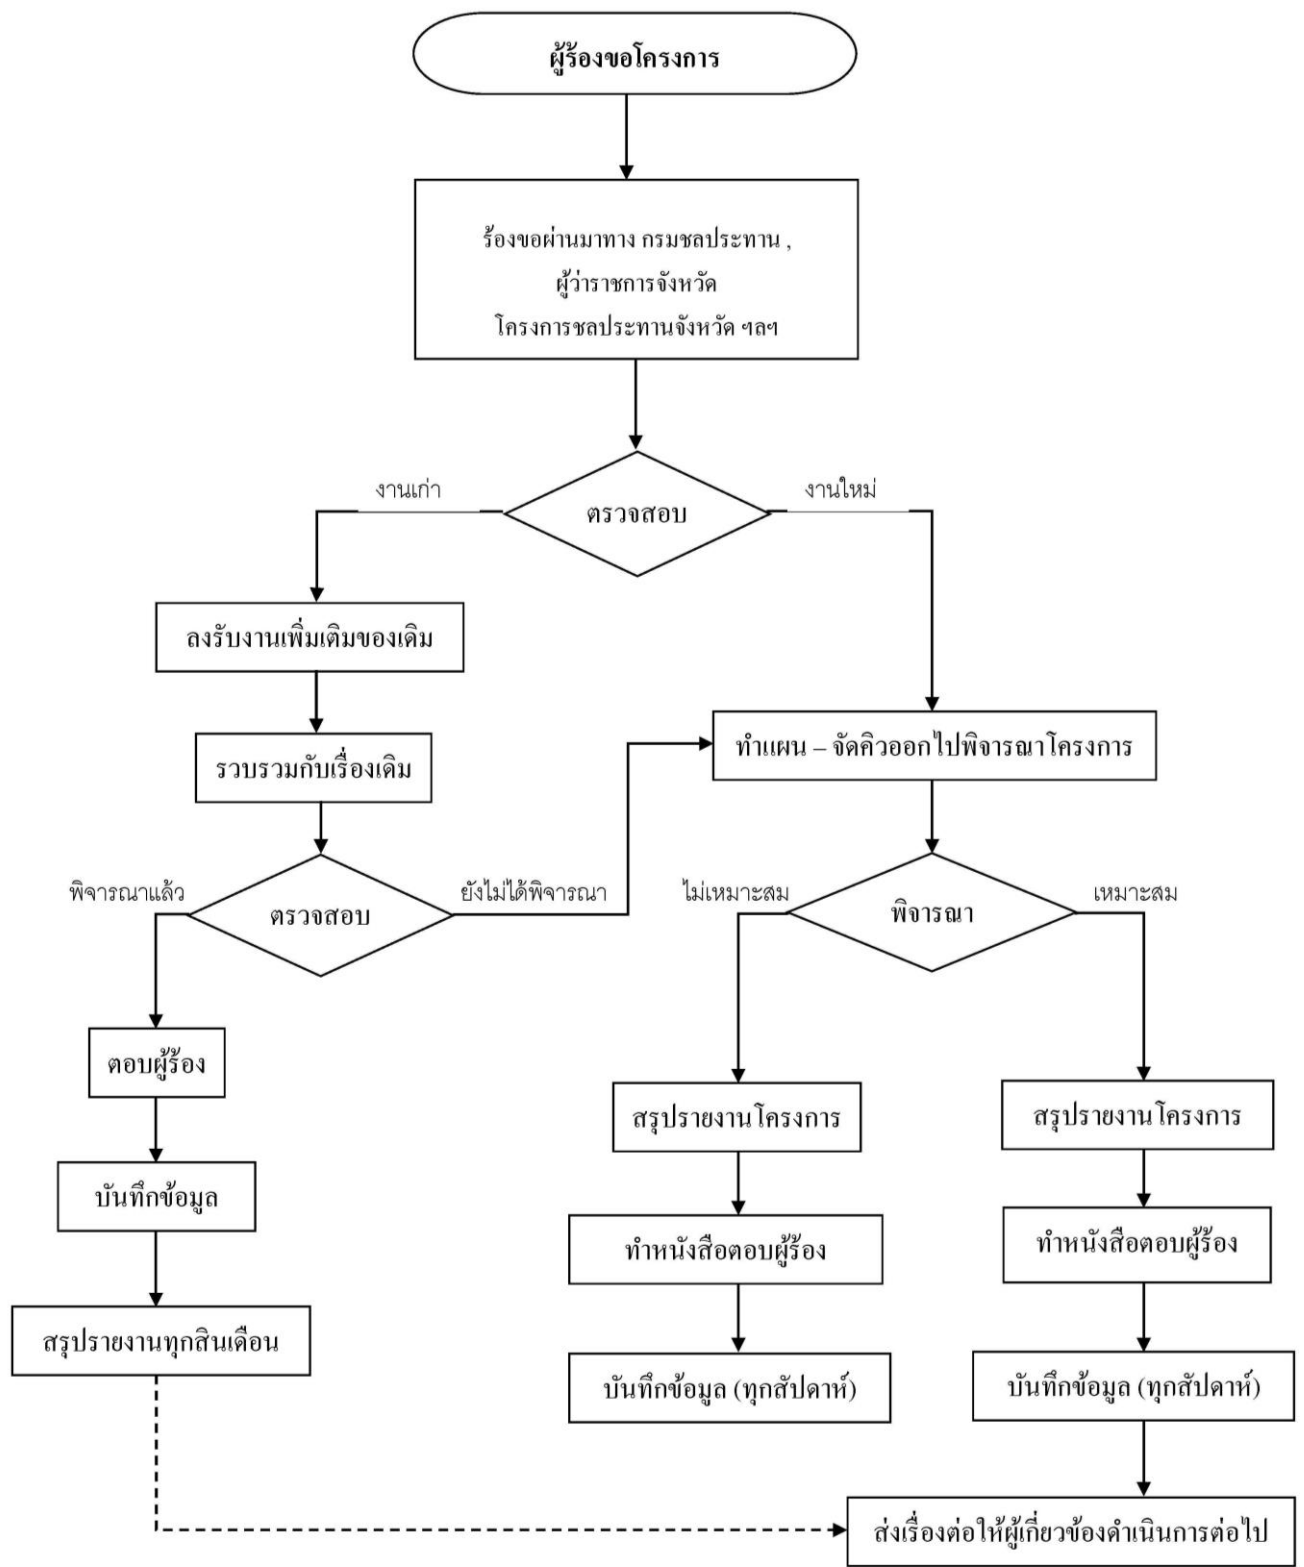 ผู้ร้องขอโครงการ
ร้องขอผ่านมาทาง กรมชลประทาน ,
ผู้ว่าราชการจังหวัด
โครงการชลประทานจังหวัด ฯลฯ
งานเก่า
งานใหม่
ตรวจสอบ
ลงรับงานเพิ่มเติมของเดิม
รวบรวมกับเรื่องเดิม
ทำแผน – จัดคิวออกไปพิจารณาโครงการ
พิจารณาแล้ว
ยังไม่ได้พิจารณา
ไม่เหมาะสม
เหมาะสม
ตรวจสอบ
พิจารณา
ตอบผู้ร้อง
สรุปรายงานโครงการ
สรุปรายงานโครงการ
บันทึกข้อมูล
ทำหนังสือตอบผู้ร้อง
ทำหนังสือตอบผู้ร้อง
สรุปรายงานทุกสินเดือน
บันทึกข้อมูล (ทุกสัปดาห์)
บันทึกข้อมูล (ทุกสัปดาห์)
ส่งเรื่องต่อให้ผู้เกี่ยวข้องดำเนินการต่อไป